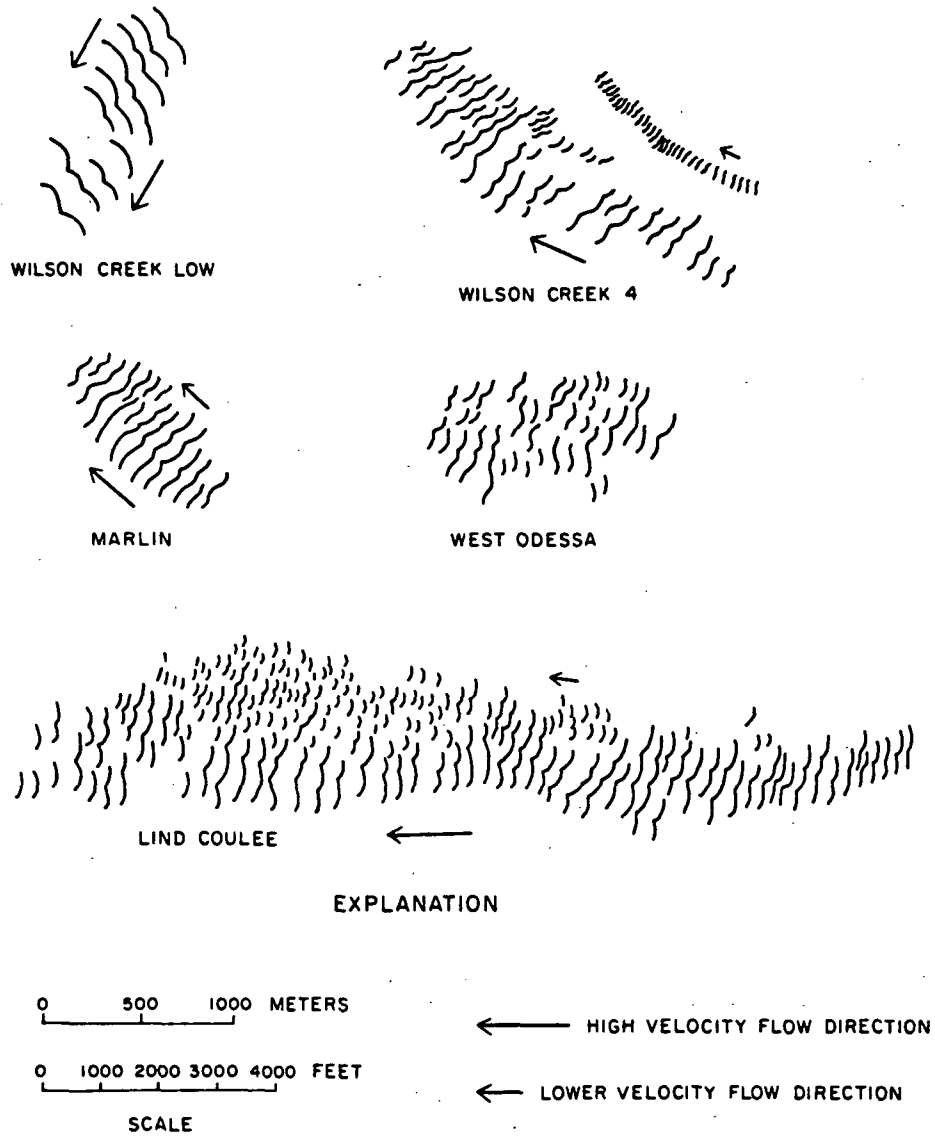 WILSON CREEK LOW
WILSON CREEK 4
MARLIN
WEST ODESSA
LIND COULEE
EXPLANATION
0 500 1000 METERS
HIGH VELOCITY FLOW DIRECTION
0 1000 2000 3000 4000 FEET
LOWER VELOCITY FLOW DIRECTION
SCALE